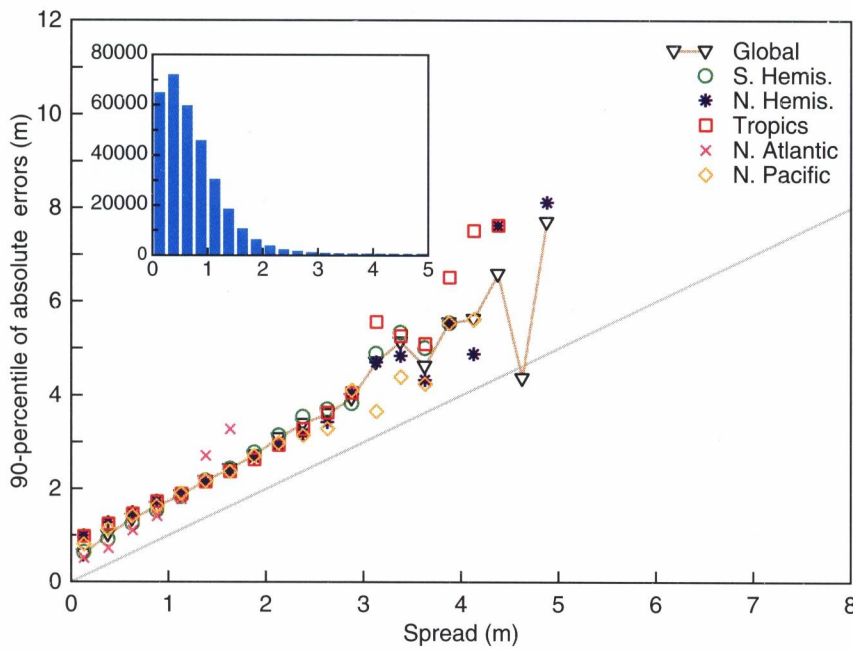 12
10
8
6
4
2
0
90-percentile of absolute errors (m)
80000
60000
40000
20000
0
0 1 2 3 4 5
Global
S. Hemis.
N. Hemis.
Tropics
N. Atlantic
N. Pacific
0 1 2 3 4 5 6 7 8
Spread (m)